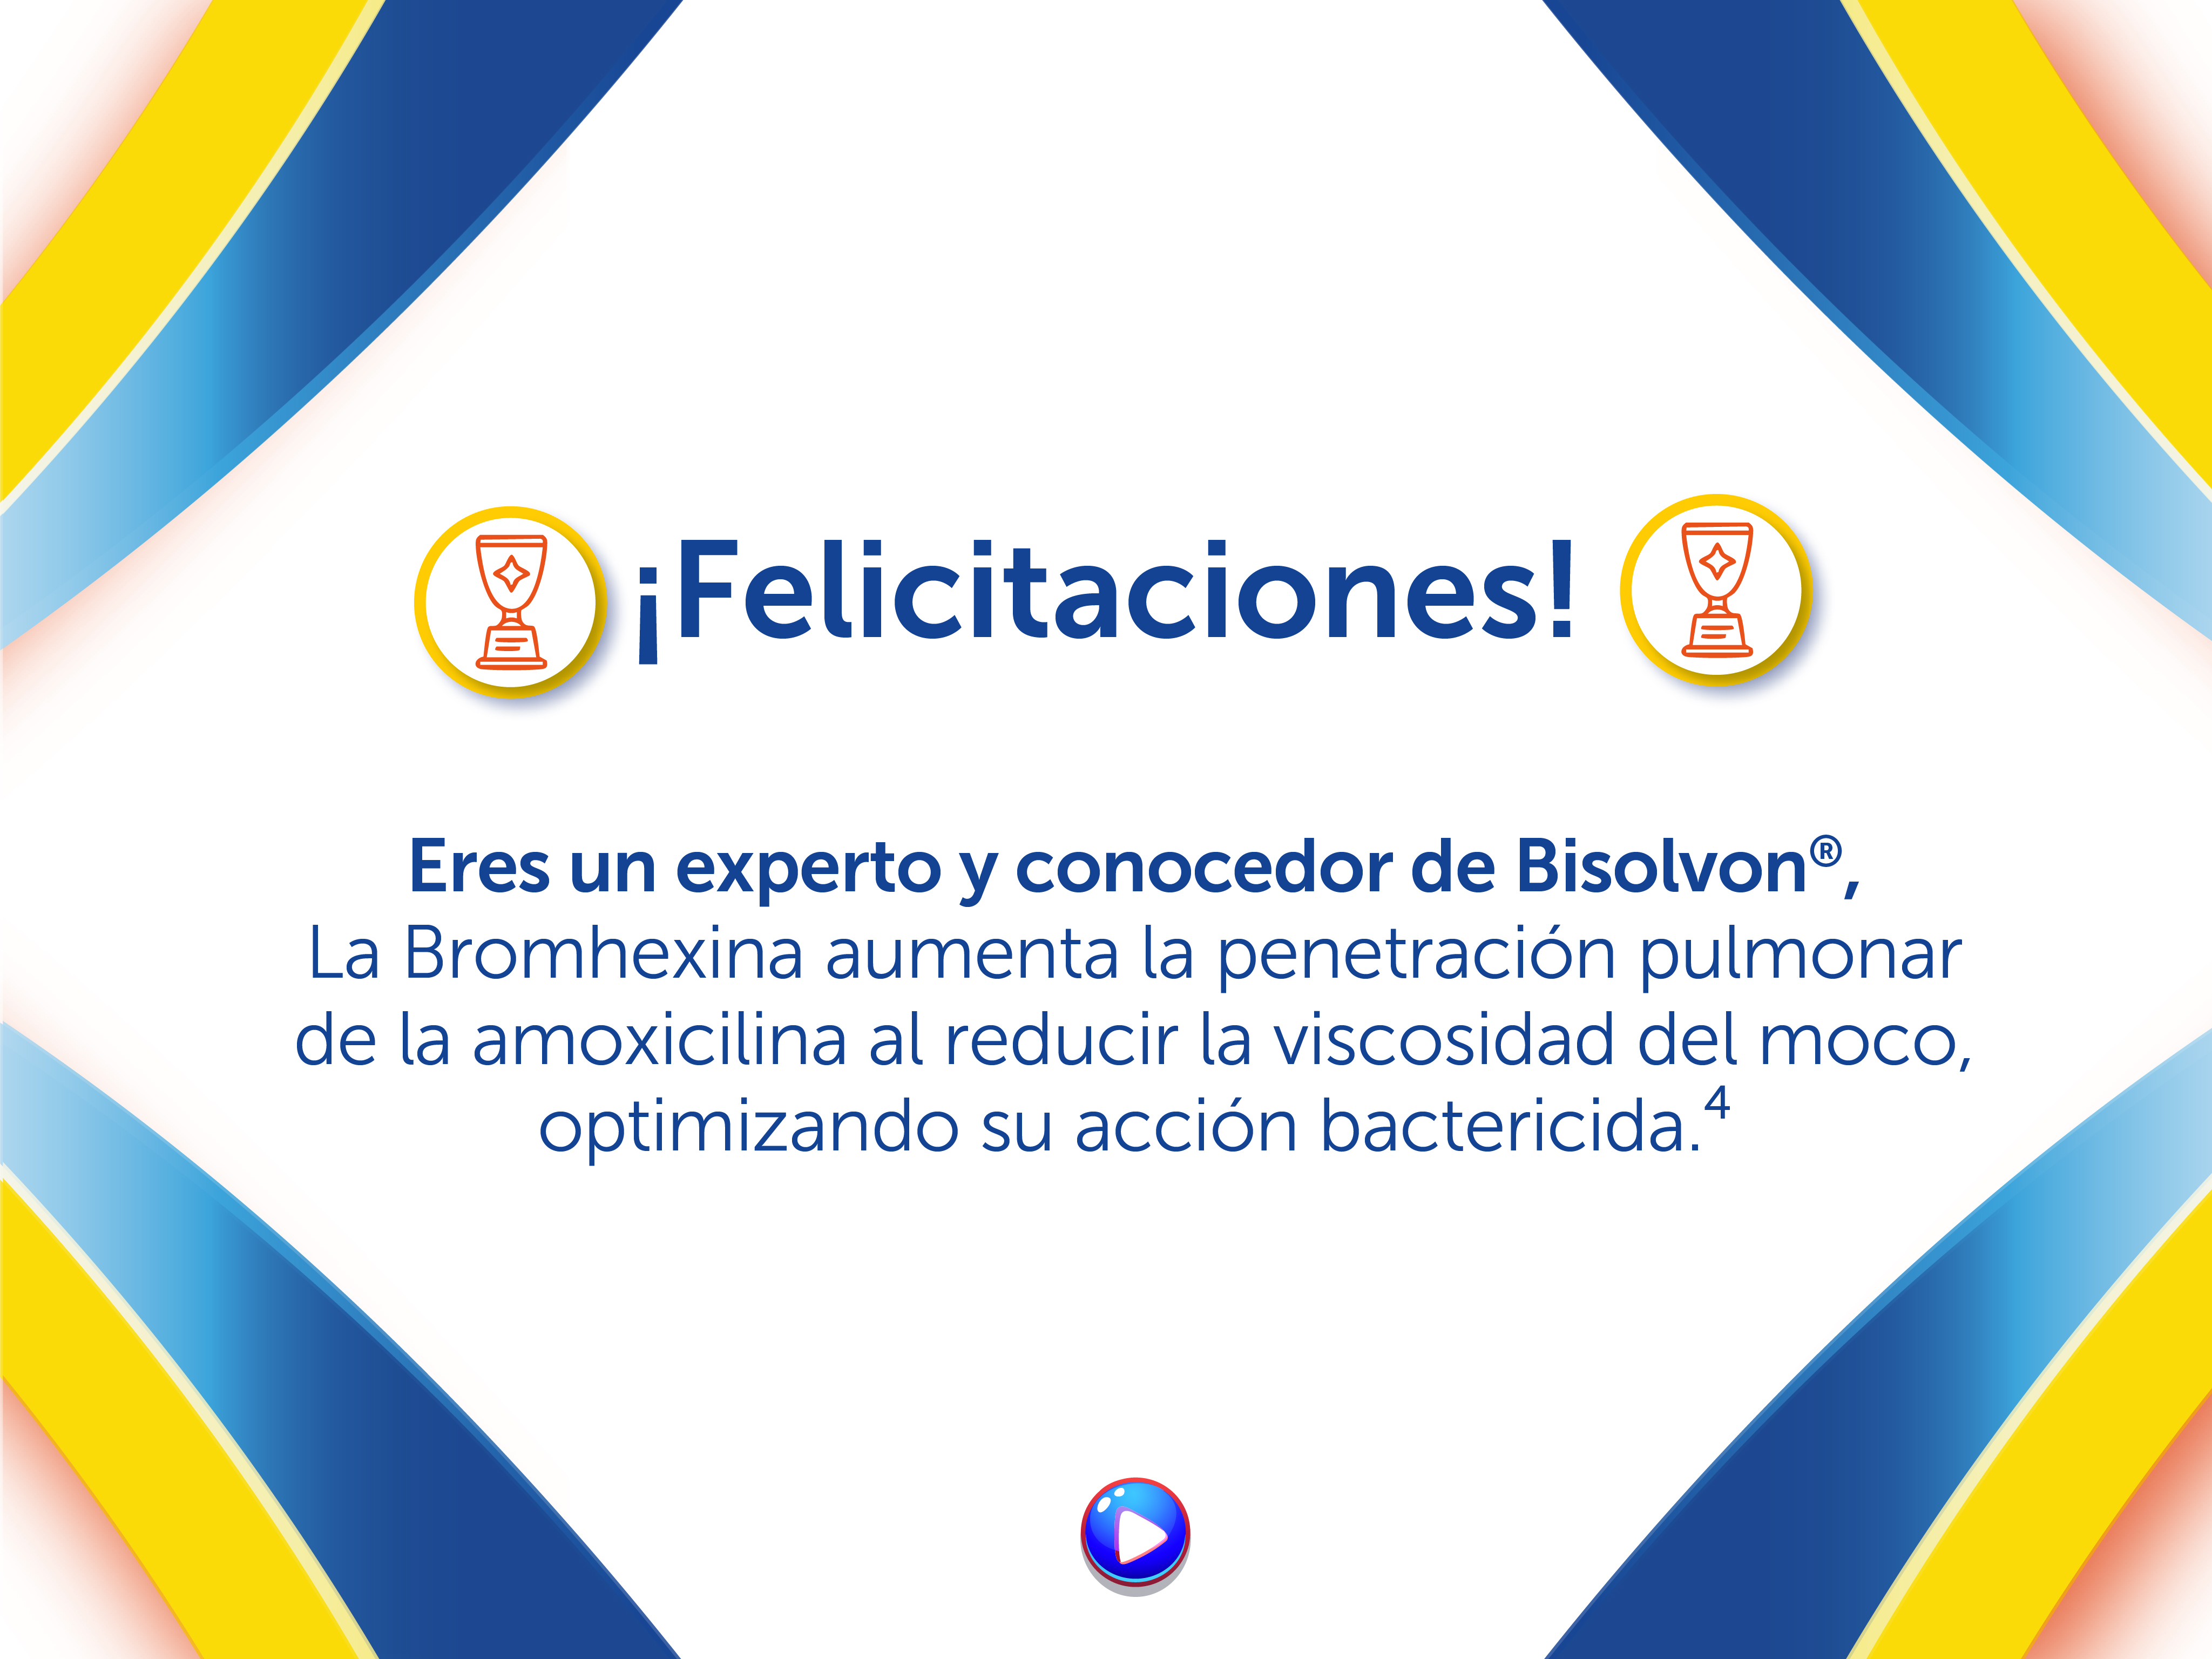 ¡Felicitaciones!
Eres un experto y conocedor de Bisolvon®,
La Bromhexina aumenta la penetración pulmonar
de la amoxicilina al reducir la viscosidad del moco,
optimizando su acción bactericida.⁴